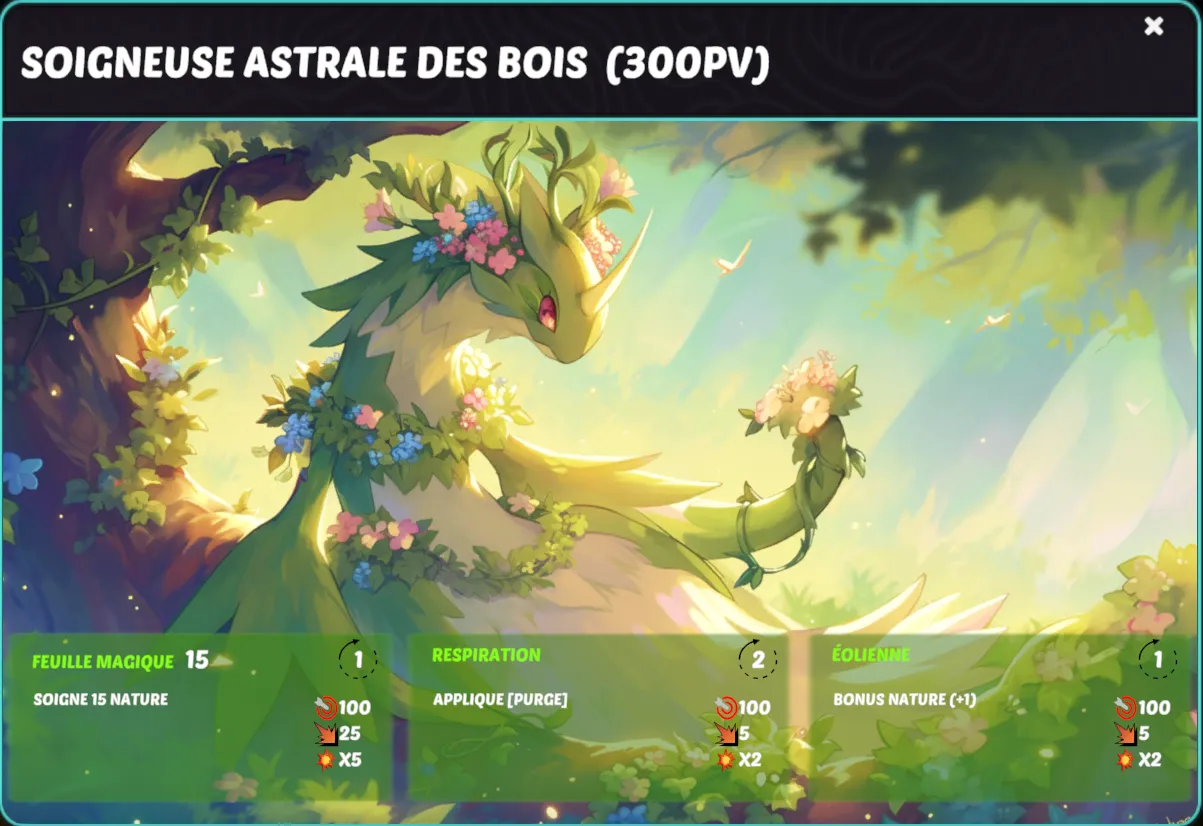 SOIGNEUSE ASTRALE DES BOIS (300PV)
FEUILLE MAGIQUE 15
1
SOIGNE 15 NATURE
100
25
X5
RESPIRATION
2
APPLIQUE [PURGE]
100
5
X2
ÉOLIENNE
1
BONUS NATURE (+1)
100
5
X2